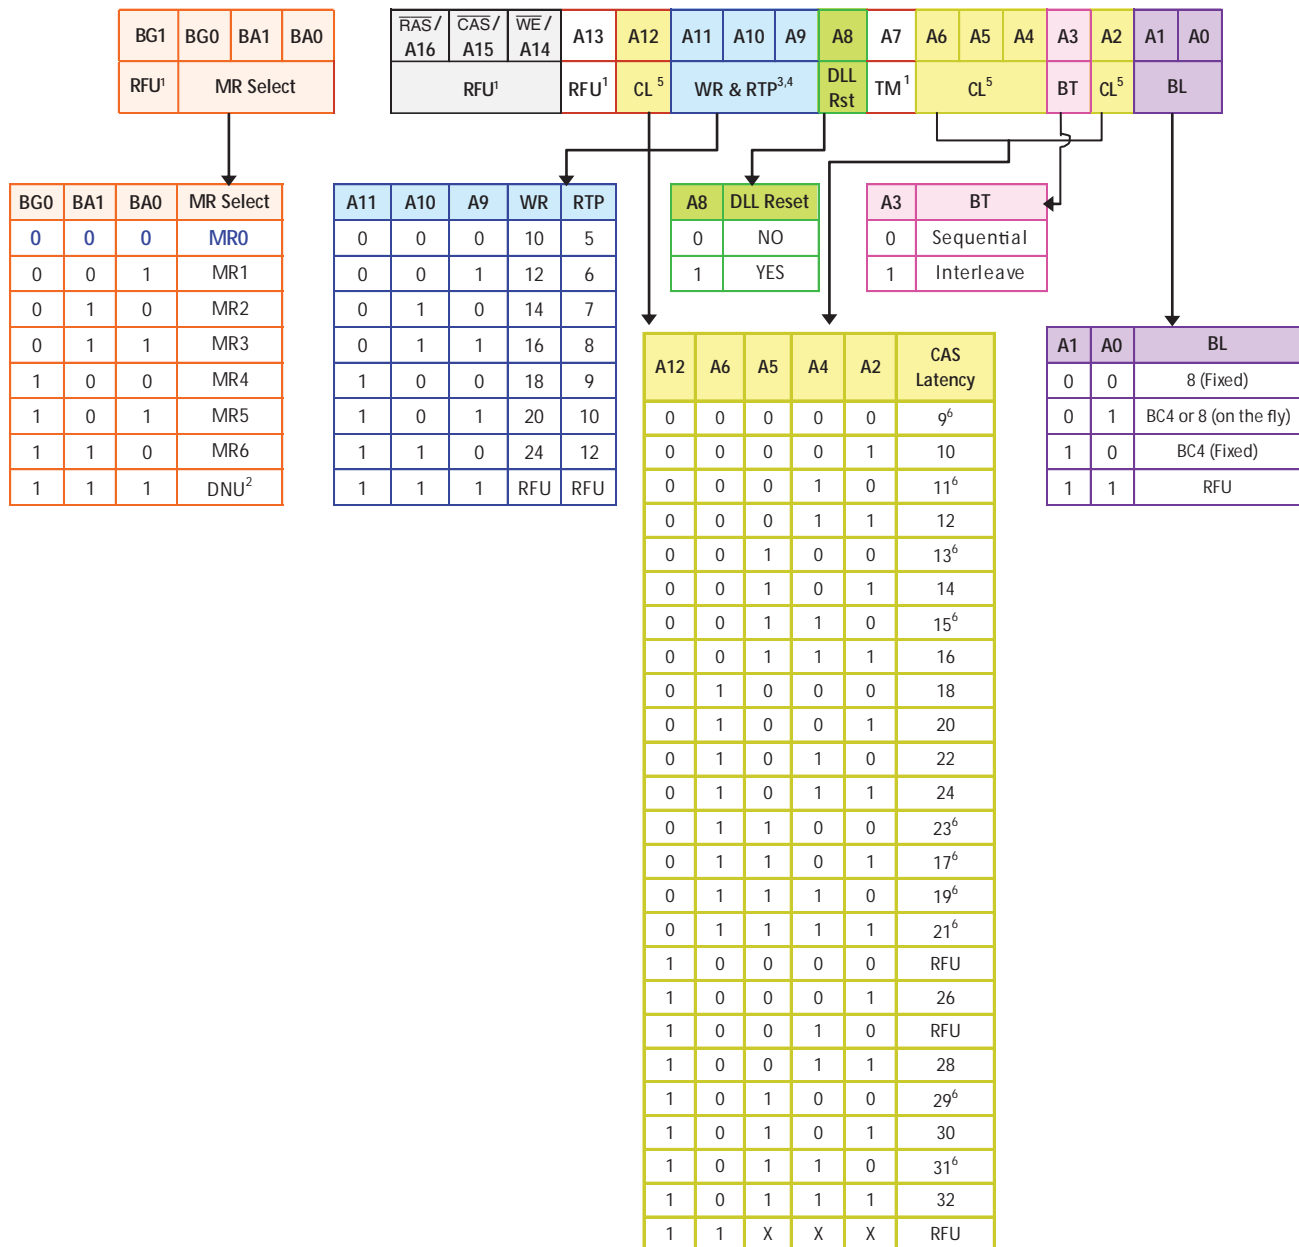 BG1 BG0 BA1 BA0
RFU¹ MR Select
RAS/ A16 CAS/ A15 WE/ A14 A13 A12 A11 A10 A9 A8 A7 A6 A5 A4 A3 A2 A1 A0
RFU¹ RFU¹ CL⁵ WR & RTP³,⁴ DLL Rst TM¹ CL⁵ BT CL⁵ BL
BG0 BA1 BA0 MR Select
0 0 0 MR0
0 0 1 MR1
0 1 0 MR2
0 1 1 MR3
1 0 0 MR4
1 0 1 MR5
1 1 0 MR6
1 1 1 DNU²
A11 A10 A9 WR RTP
0 0 0 10 5
0 0 1 12 6
0 1 0 14 7
0 1 1 16 8
1 0 0 18 9
1 0 1 20 10
1 1 0 24 12
1 1 1 RFU RFU
A8 DLL Reset
0 NO
1 YES
A3 BT
0 Sequential
1 Interleave
A12 A6 A5 A4 A2 CAS Latency
0 0 0 0 0 9⁶
0 0 0 0 1 10
0 0 0 1 0 11⁶
0 0 0 1 1 12
0 0 1 0 0 13⁶
0 0 1 0 1 14
0 0 1 1 0 15⁶
0 0 1 1 1 16
0 1 0 0 0 18
0 1 0 0 1 20
0 1 0 1 0 22
0 1 0 1 1 24
0 1 1 0 0 23⁶
0 1 1 0 1 17⁶
0 1 1 1 0 19⁶
0 1 1 1 1 21⁶
1 0 0 0 0 RFU
1 0 0 0 1 26
1 0 0 1 0 RFU
1 0 0 1 1 28
1 0 1 0 0 29⁶
1 0 1 0 1 30
1 0 1 1 0 31⁶
1 0 1 1 1 32
1 1 X X X RFU
A1 A0 BL
0 0 8 (Fixed)
0 1 BC4 or 8 (on the fly)
1 0 BC4 (Fixed)
1 1 RFU